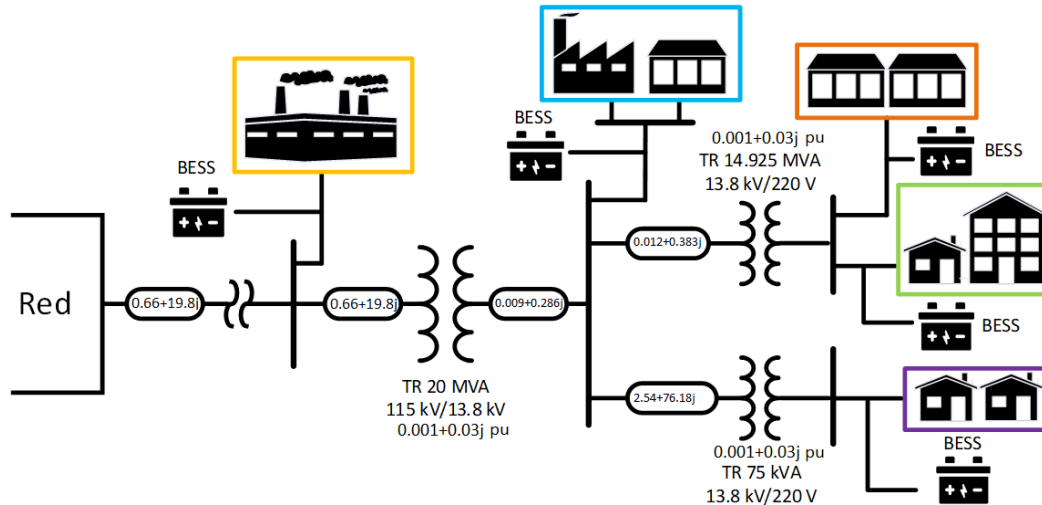 BESS
Red
0.66+19.8j
0.66+19.8j
TR 20 MVA
115 kV/13.8 kV
0.001+0.03j pu
0.009+0.286j
BESS
0.012+0.383j
0.001+0.03j pu
TR 14.925 MVA
13.8 kV/220 V
BESS
BESS
2.54+76.18j
0.001+0.03j pu
TR 75 kVA
13.8 kV/220 V
BESS